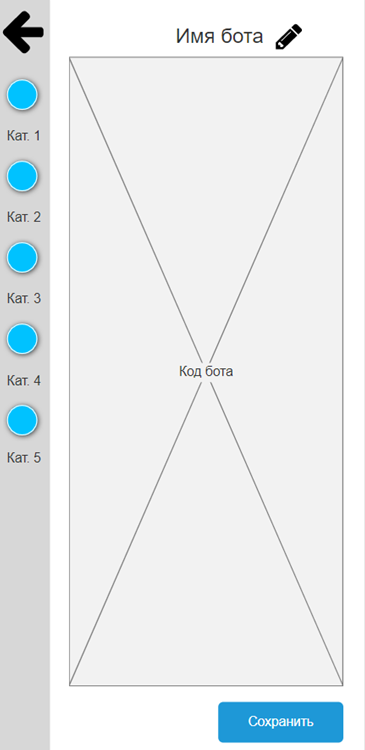 Имя бота
Кат. 1
Кат. 2
Кат. 3
Кат. 4
Кат. 5
Код бота
Сохранить